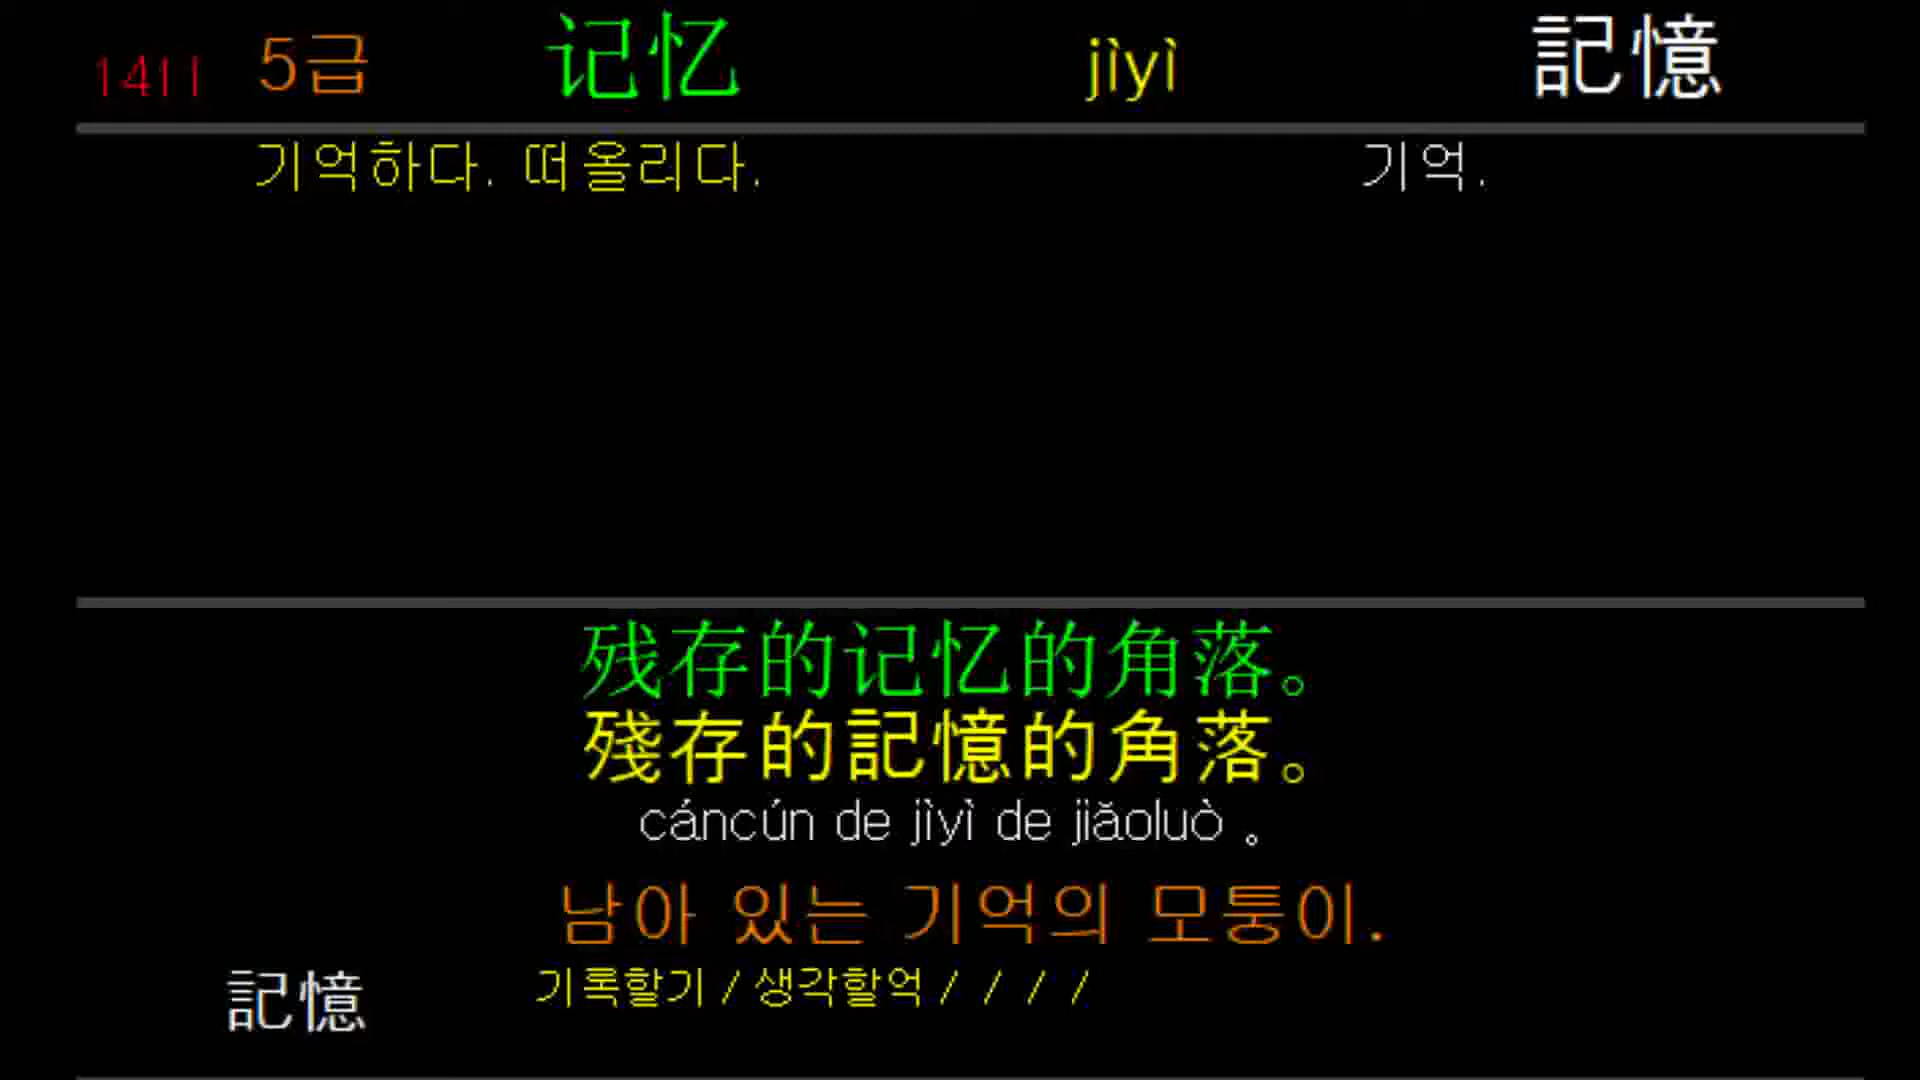 1411 5급 记忆 jìyì 記憶
기억하다. 떠올리다. 기억.
残存的记忆的角落。
殘存的記憶的角落。
cáncún de jìyì de jiăoluò 。
남아 있는 기억의 모퉁이.
記憶 기록할기 / 생각할억 / / / /